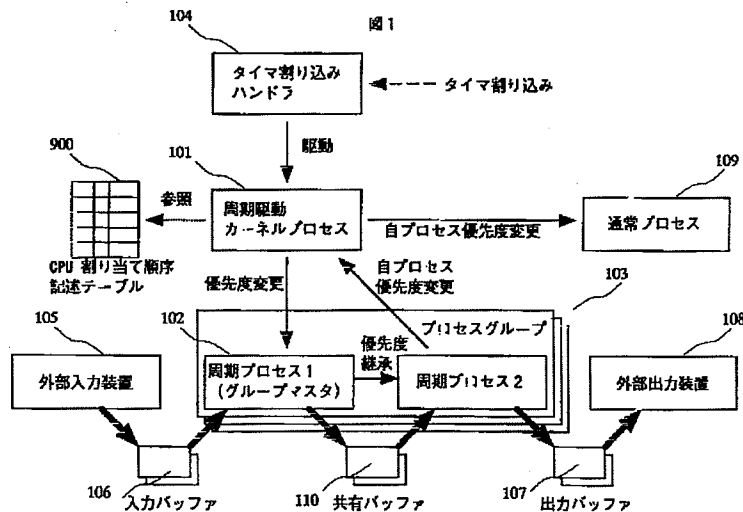 図1
104
タイマ割り込み
ハンドラ
タイマ割り込み
駆動
900
101
109
参照
周期駆動
カーネルプロセス
通常プロセス
自プロセス優先度変更
CPU 割り当て順序
記述テーブル
優先度変更
自プロセス
優先度変更
103
プロセスグループ
105
102
108
優先度
継承
外部入力装置
周期プロセス1
(グループマスタ)
周期プロセス2
外部出力装置
106
110
107
入力バッファ
共有バッファ
出力バッファ